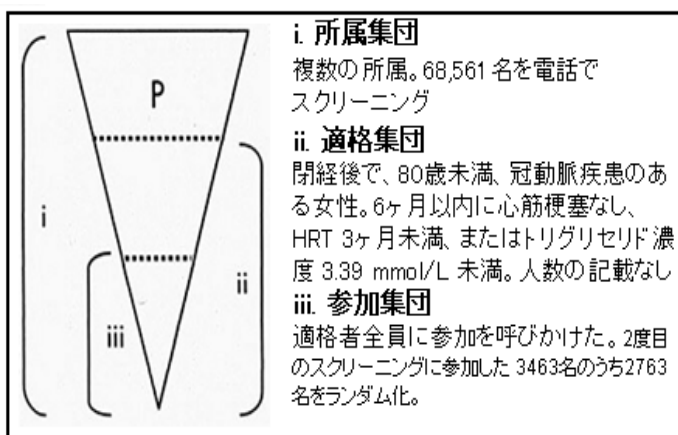 i. 所属集団
複数の所属。68,561 名を電話で
スクリーニング
ii. 適格集団
閉経後で、80歳未満、冠動脈疾患のあ
る女性。6ヶ月以内に心筋梗塞なし、
HRT 3ヶ月未満、またはトリグリセリド濃
度 3.39 mmol/L 未満。人数の記載なし
iii. 参加集団
適格者全員に参加を呼びかけた。2度目
のスクリーニングに参加した 3463名のうち2763
名をランダム化。
P
i
ii
iii